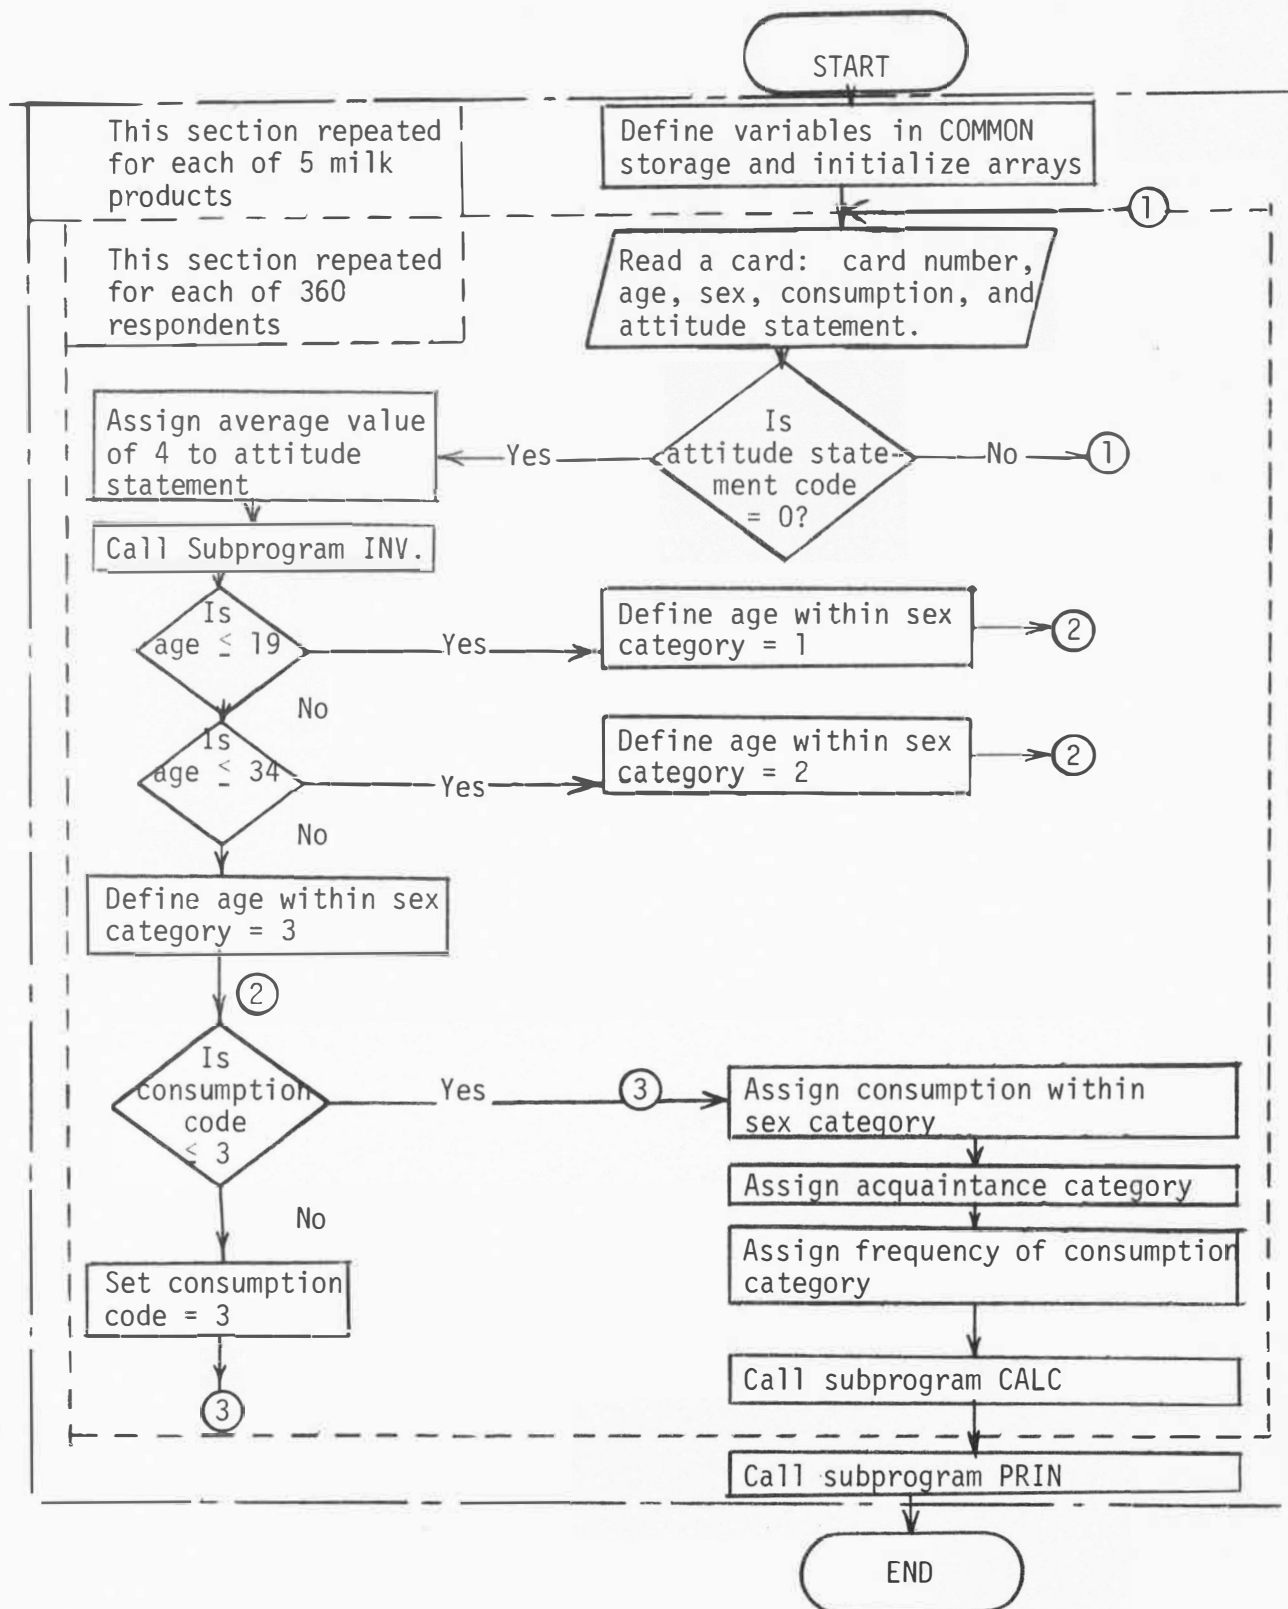 START
This section repeated
for each of 5 milk
products
Define variables in COMMON
storage and initialize arrays
1
This section repeated
for each of 360
respondents
Read a card: card number,
age, sex, consumption, and
attitude statement.
Is
attitude state-
ment code
= 0?
Yes
No
1
Assign average value
of 4 to attitude
statement
Call Subprogram INV.
Is
age ≤ 19
Yes
Define age within sex
category = 1
2
No
Is
age ≤ 34
Yes
Define age within sex
category = 2
2
No
Define age within sex
category = 3
2
Is
consumption
code
≤ 3
Yes
3
Assign consumption within
sex category
Assign acquaintance category
Assign frequency of consumption
category
No
Set consumption
code = 3
3
Call subprogram CALC
Call subprogram PRIN
END